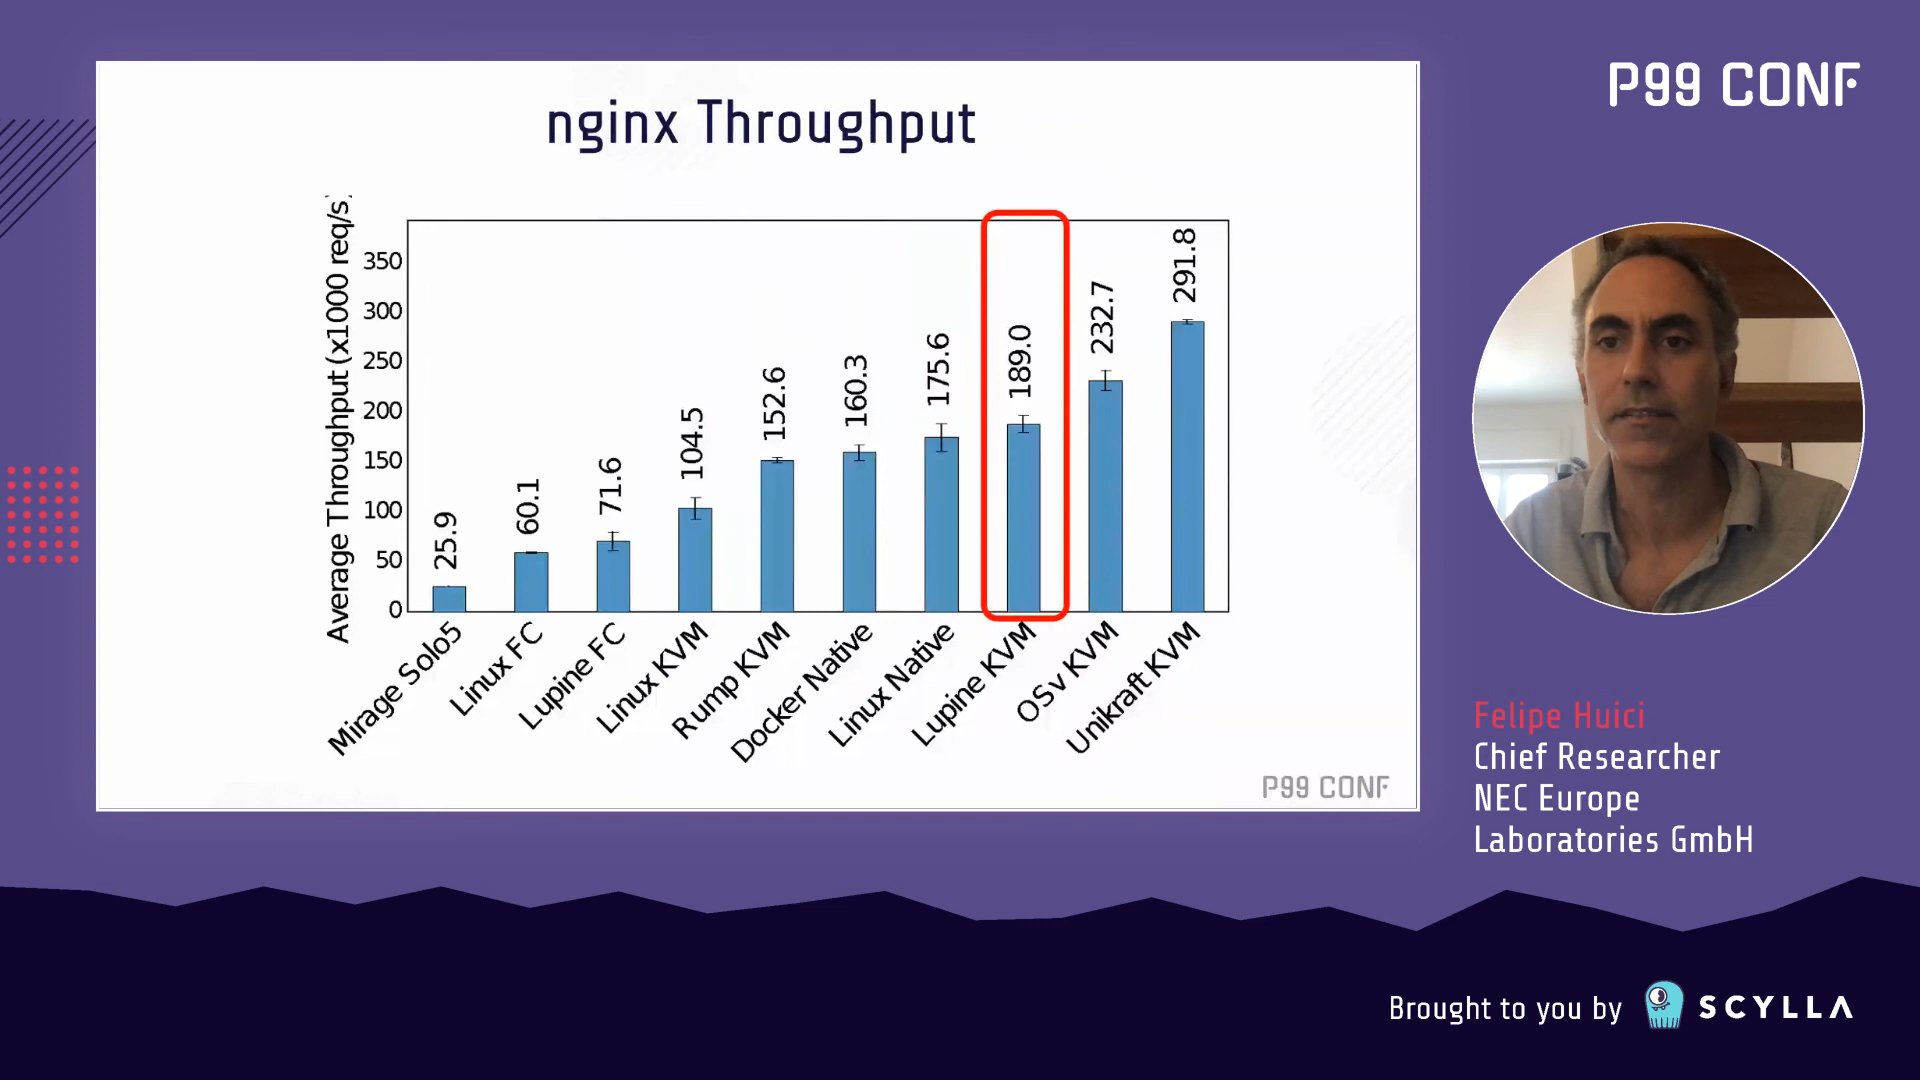 P99 CONF
nginx Throughput
Average Throughput (x1000 req/s)
350
300
250
200
150
100
50
0
25.9
60.1
71.6
104.5
152.6
160.3
175.6
189.0
232.7
291.8
Mirage Solo5
Linux FC
Lupine FC
Linux KVM
Rump KVM
Docker Native
Linux Native
Lupine KVM
OSv KVM
Unikraft KVM
P99 CONF
Felipe Huici
Chief Researcher
NEC Europe
Laboratories GmbH
Brought to you by SCYLLA